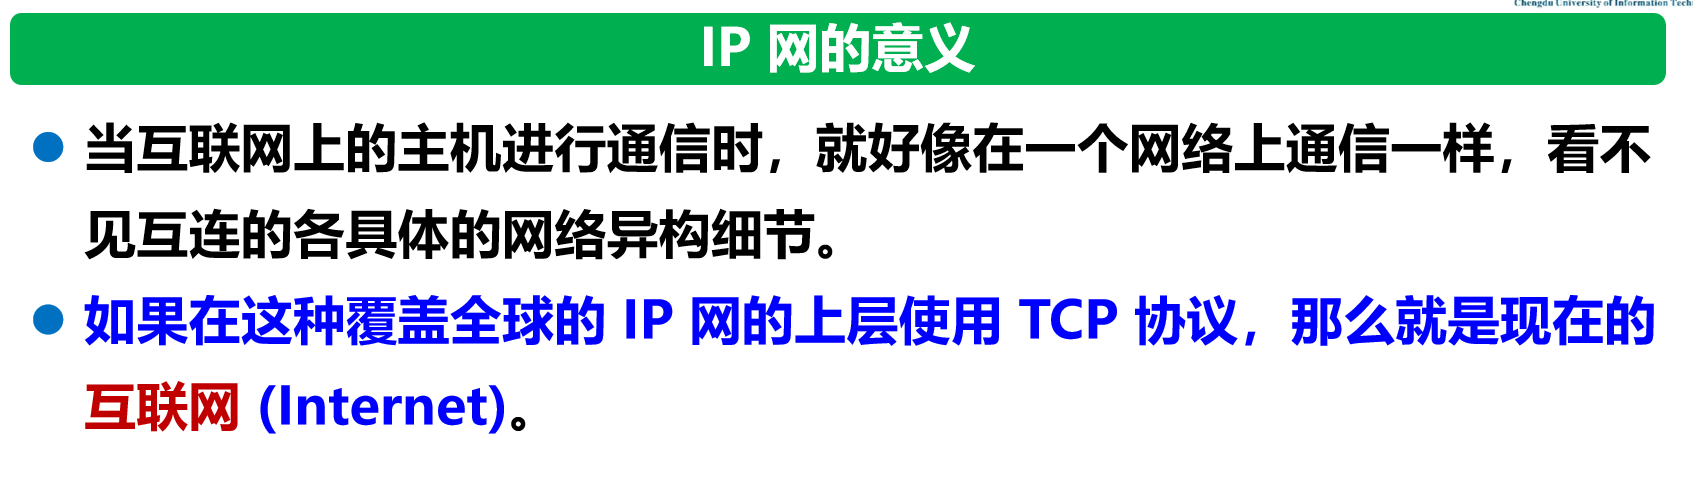 Chengdu University of Information Tech
IP 网的意义
当互联网上的主机进行通信时，就好像在一个网络上通信一样，看不
见互连的各具体的网络异构细节。
如果在这种覆盖全球的 IP 网的上层使用 TCP 协议，那么就是现在的
互联网 (Internet)。